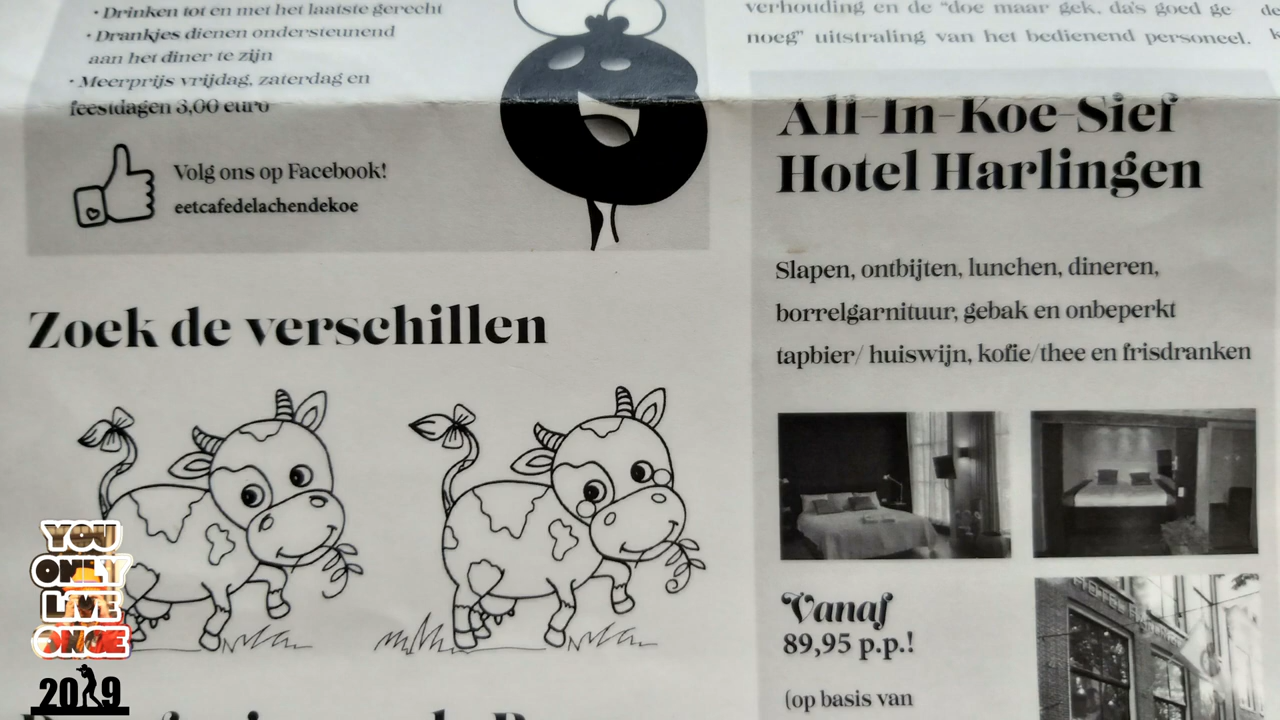 • Drinken tot en met het laatste gerecht
• Drankjes dienen ondersteunend
aan het diner te zijn
• Meerprijs vrijdag, zaterdag en
feestdagen 3,00 euro
Volg ons op Facebook!
eetcafedelachendekoe
Zoek de verschillen
verhouding en de "doe maar gek, da's goed ge
noeg" uitstraling van het bedienend personeel.
All-In-Koe-Sief
Hotel Harlingen
Slapen, ontbijten, lunchen, dineren,
borrelgarnituur, gebak en onbeperkt
tapbier/ huiswijn, kofie/thee en frisdranken
Vanaf
89,95 p.p.!
(op basis van
YOU
ONLY
LIVE
ONCE
2019